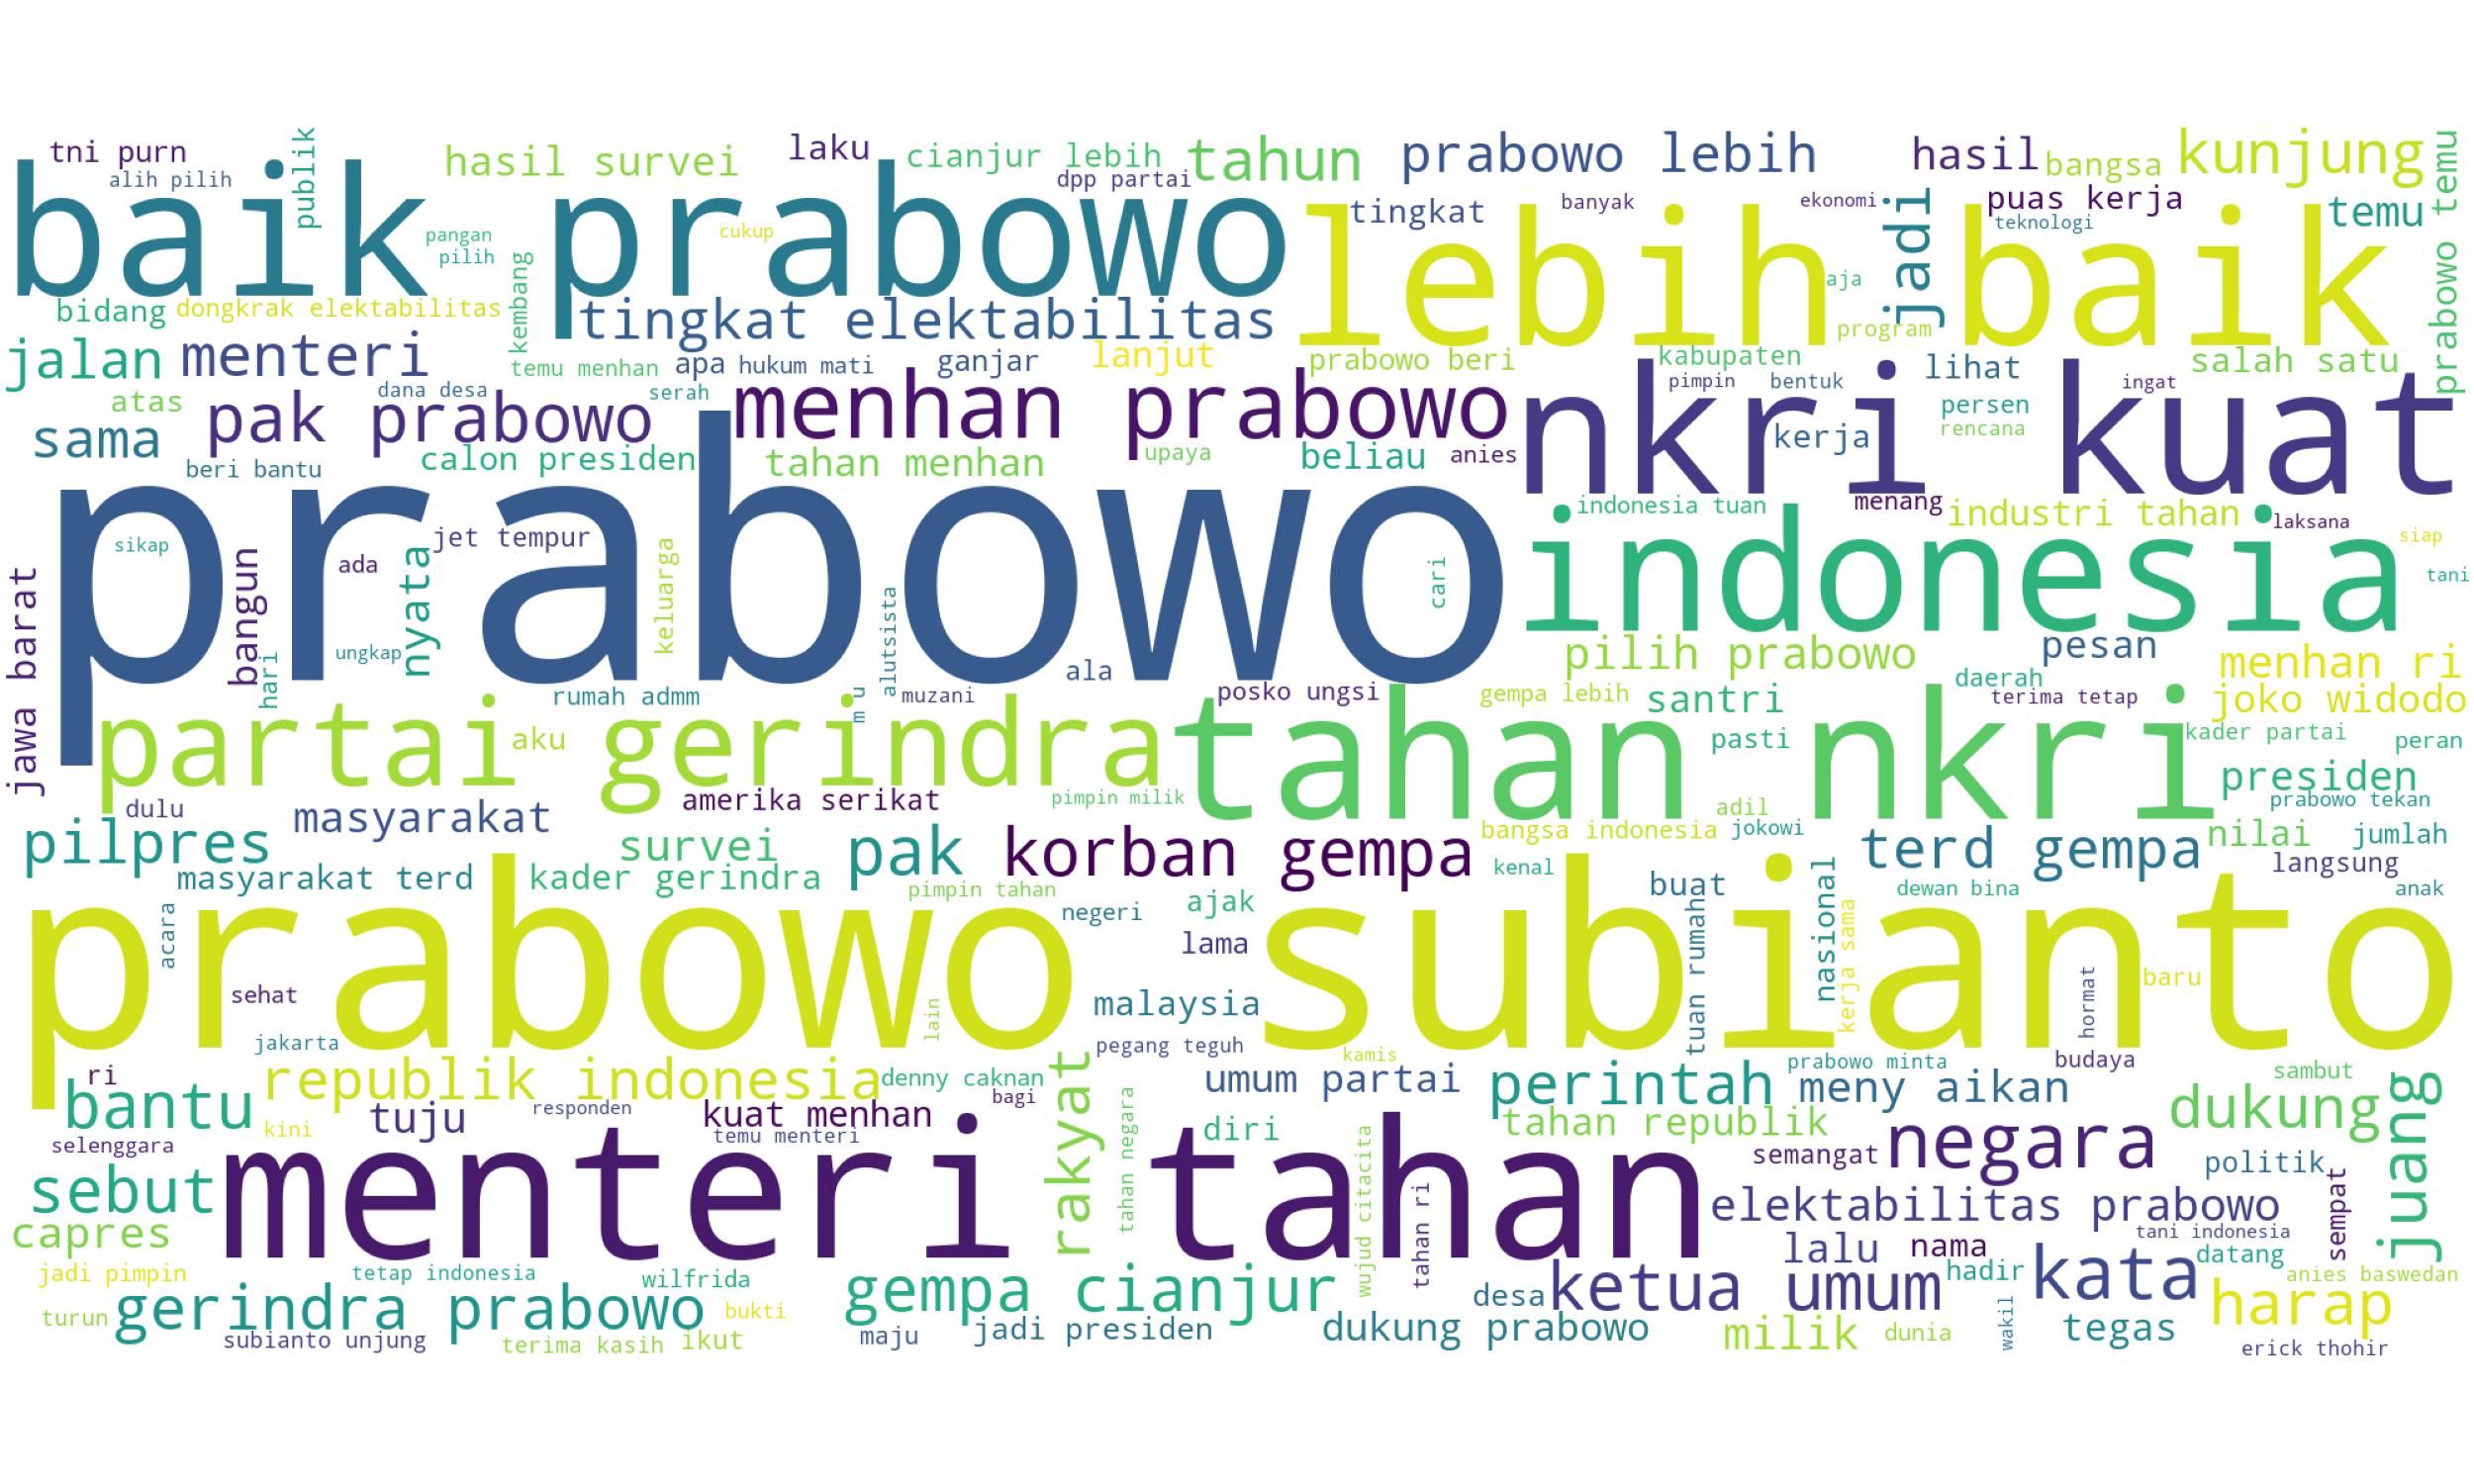 tni purn
publik
hasil survei
laku
cianjur lebih
tahun
prabowo lebih
hasil
bangsa
kunjung
prabowo temu
alih pilih
dpp partai
baik prabowo
lebih baik
tingkat
banyak
ekonomi
jadi
puas kerja
teknologi
temu
pangan
pilih
cukup
kembang
aja
program
bidang
dongkrak elektabilitas
tingkat elektabilitas
jalan
menteri
temu menhan
apa
hukum mati
ganjar
lanjut
prabowo beri
kabupaten
lihat
salah satu
atas
dana desa
serah
menhan prabowo
nkri kuat
pimpin
bentuk
ingat
sama
pak prabowo
persen
rencana
kerja
beri bantu
calon presiden
tahan menhan
upaya
beliau
anies
prabowo
indonesia tuan
menang
industri tahan
laksana
siap
sikap
bangun
ada
nyata
jet tempur
keluarga
cari
indonesia
tani
jawa barat
hari
ungkap
alutsista
ala
pilih prabowo
pesan
menhan ri
daerah
rumah admm
m u
muzani
posko ungsi
gempa lebih
santri
terima tetap
joko widodo
partai gerindra
aku
tahan nkri
pasti
kader partai
peran
dulu
masyarakat
amerika serikat
pimpin milik
adil
presiden
prabowo tekan
pilpres
survei
pak
korban gempa
bangsa indonesia
jokowi
terd gempa
nilai
jumlah
masyarakat terd
kader gerindra
pimpin tahan
kenal
buat
nasional
dewan bina
langsung
anak
acara
negeri
ajak
lama
prabowo subianto
tuan rumah
kerja sama
hormat
baru
sehat
lain
malaysia
jakarta
pegang teguh
kamis
prabowo minta
budaya
ri
republik indonesia
denny caknan
rakyat
umum partai
perintah
meny aikan
sambut
bantu
tuju
responden
kuat menhan
bagi
tahan negara
diri
tahan republik
dukung
juang
kini
selenggara
temu menteri
semangat
negara
politik
sebut
menteri tahan
wujud citacita
tahan ri
elektabilitas prabowo
sempat
capres
lalu
nama
tani indonesia
datang
jadi pimpin
tetap indonesia
wilfrida
gempa cianjur
desa
ketua umum
hadir
kata
anies baswedan
turun
gerindra prabowo
bukti
harap
subianto unjung
terima kasih
ikut
maju
jadi presiden
dukung prabowo
milik
dunia
wakil
tegas
erick thohir